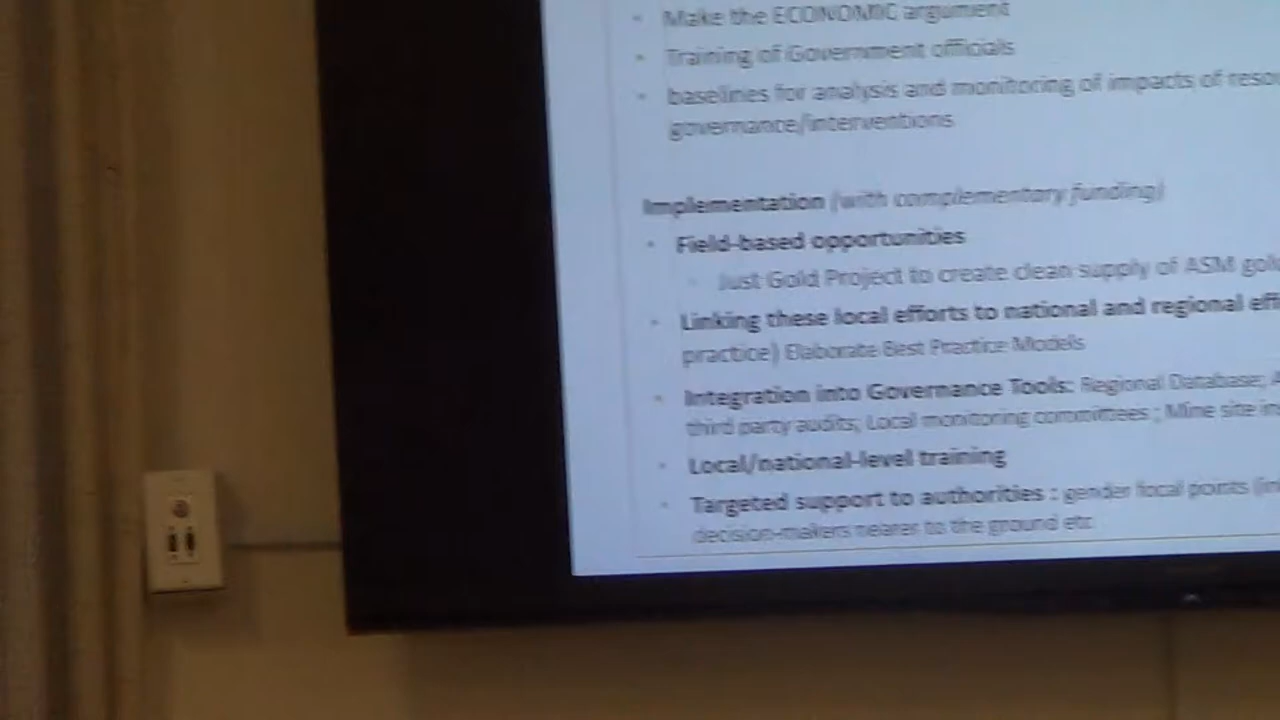 Make the ECONOMIC argument
Training of Government officials
baselines for analysis and monitoring of impacts of
governance/interventions
Implementation (with complementary funding)
Field-based opportunities
Just Gold Project to create clean supply of ASM
Linking these local efforts to national and regional
practice) Elaborate Best Practice Models
Integration into Governance Tools: Regional Database;
third party audits; Local monitoring committees ; Mine site
Local/national-level training
Targeted support to authorities : gender focal points
decision-makers nearer to the ground etc